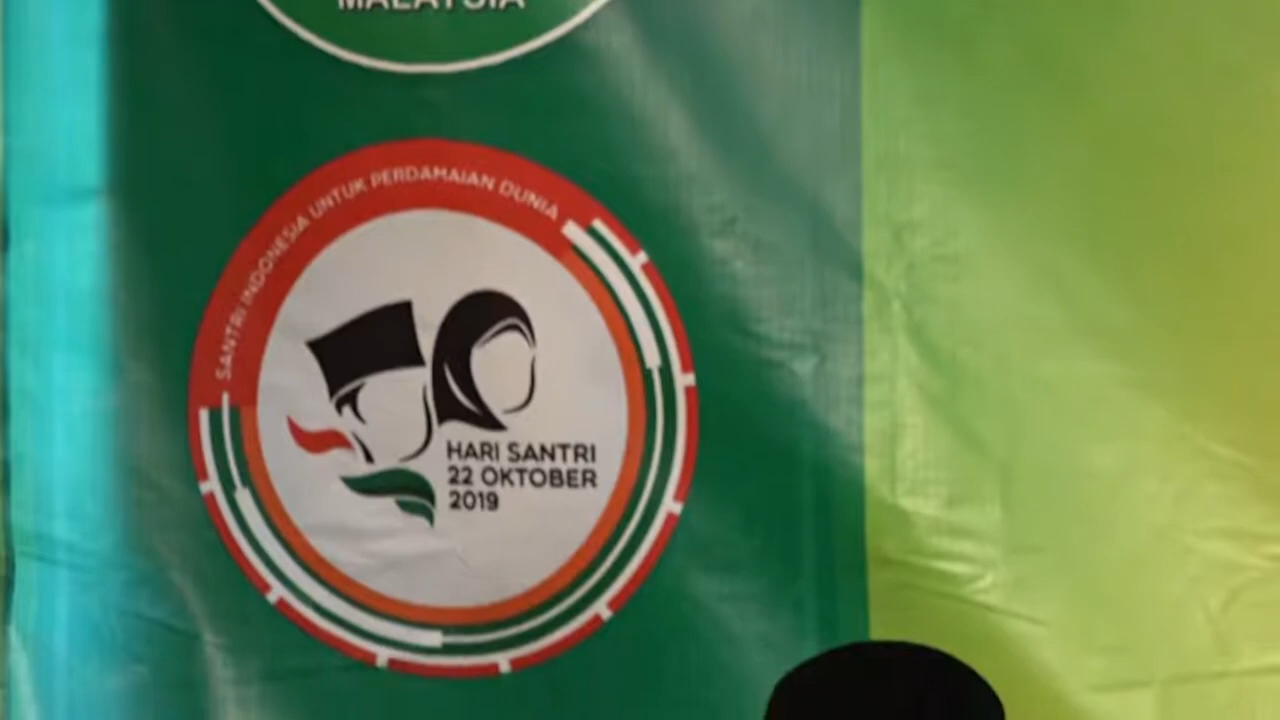 MALAYSIA
SANTRI INDONESIA UNTUK PERDAMAIAN DUNIA
HARI SANTRI
22 OKTOBER
2019